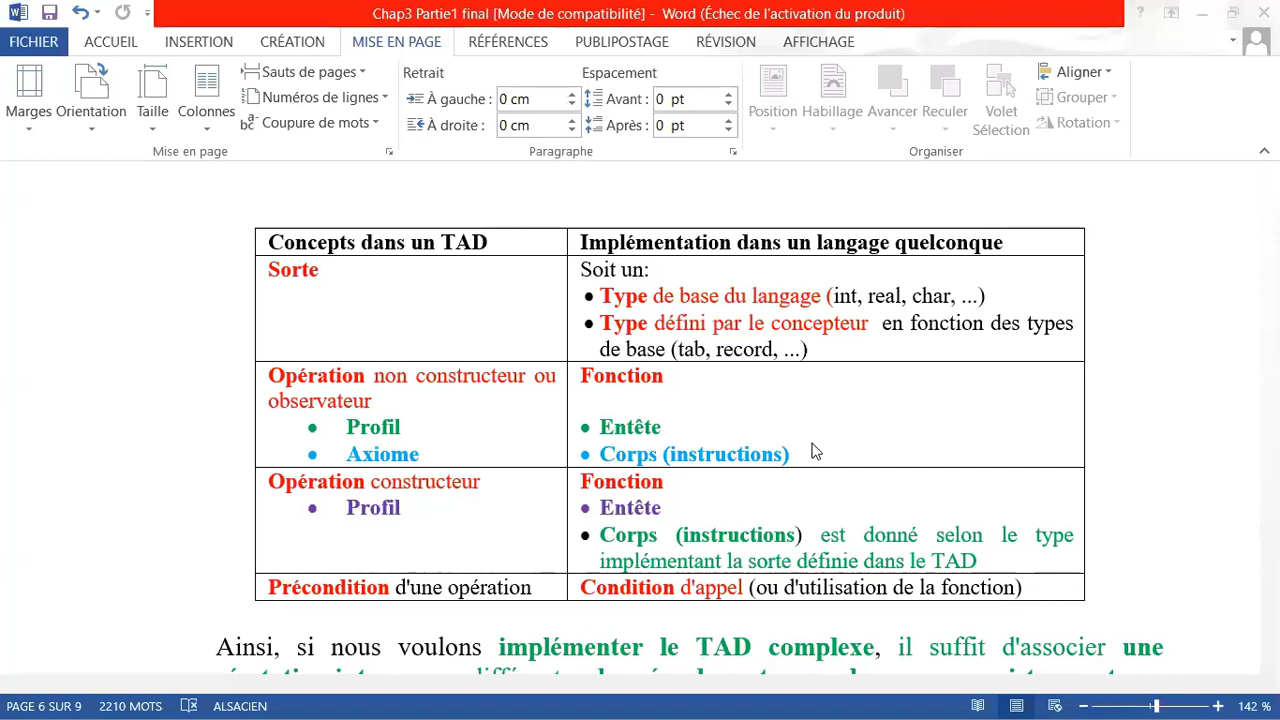 Chap3 Partie1 final [Mode de compatibilité] - Word (Échec de l'activation du produit)
FICHIER ACCUEIL INSERTION CRÉATION MISE EN PAGE RÉFÉRENCES PUBLIPOSTAGE RÉVISION AFFICHAGE
Marges
Orientation
Taille
Colonnes
Sauts de pages
Numéros de lignes
Coupure de mots
Mise en page
Retrait
À gauche : 0 cm
À droite : 0 cm
Espacement
Avant : 0 pt
Après : 0 pt
Paragraphe
Position
Habillage
Avancer
Reculer
Volet
Sélection
Aligner
Grouper
Rotation
Organiser
Concepts dans un TAD
Implémentation dans un langage quelconque
Sorte
Soit un:
• Type de base du langage (int, real, char, ...)
• Type défini par le concepteur en fonction des types
de base (tab, record, ...)
Opération non constructeur ou
observateur
• Profil
• Axiome
Fonction
• Entête
• Corps (instructions)
Opération constructeur
• Profil
Fonction
• Entête
• Corps (instructions) est donné selon le type
implémentant la sorte définie dans le TAD
Précondition d'une opération
Condition d'appel (ou d'utilisation de la fonction)
Ainsi, si nous voulons implémenter le TAD complexe, il suffit d'associer une
PAGE 6 SUR 9 2210 MOTS ALSACIEN 142 %